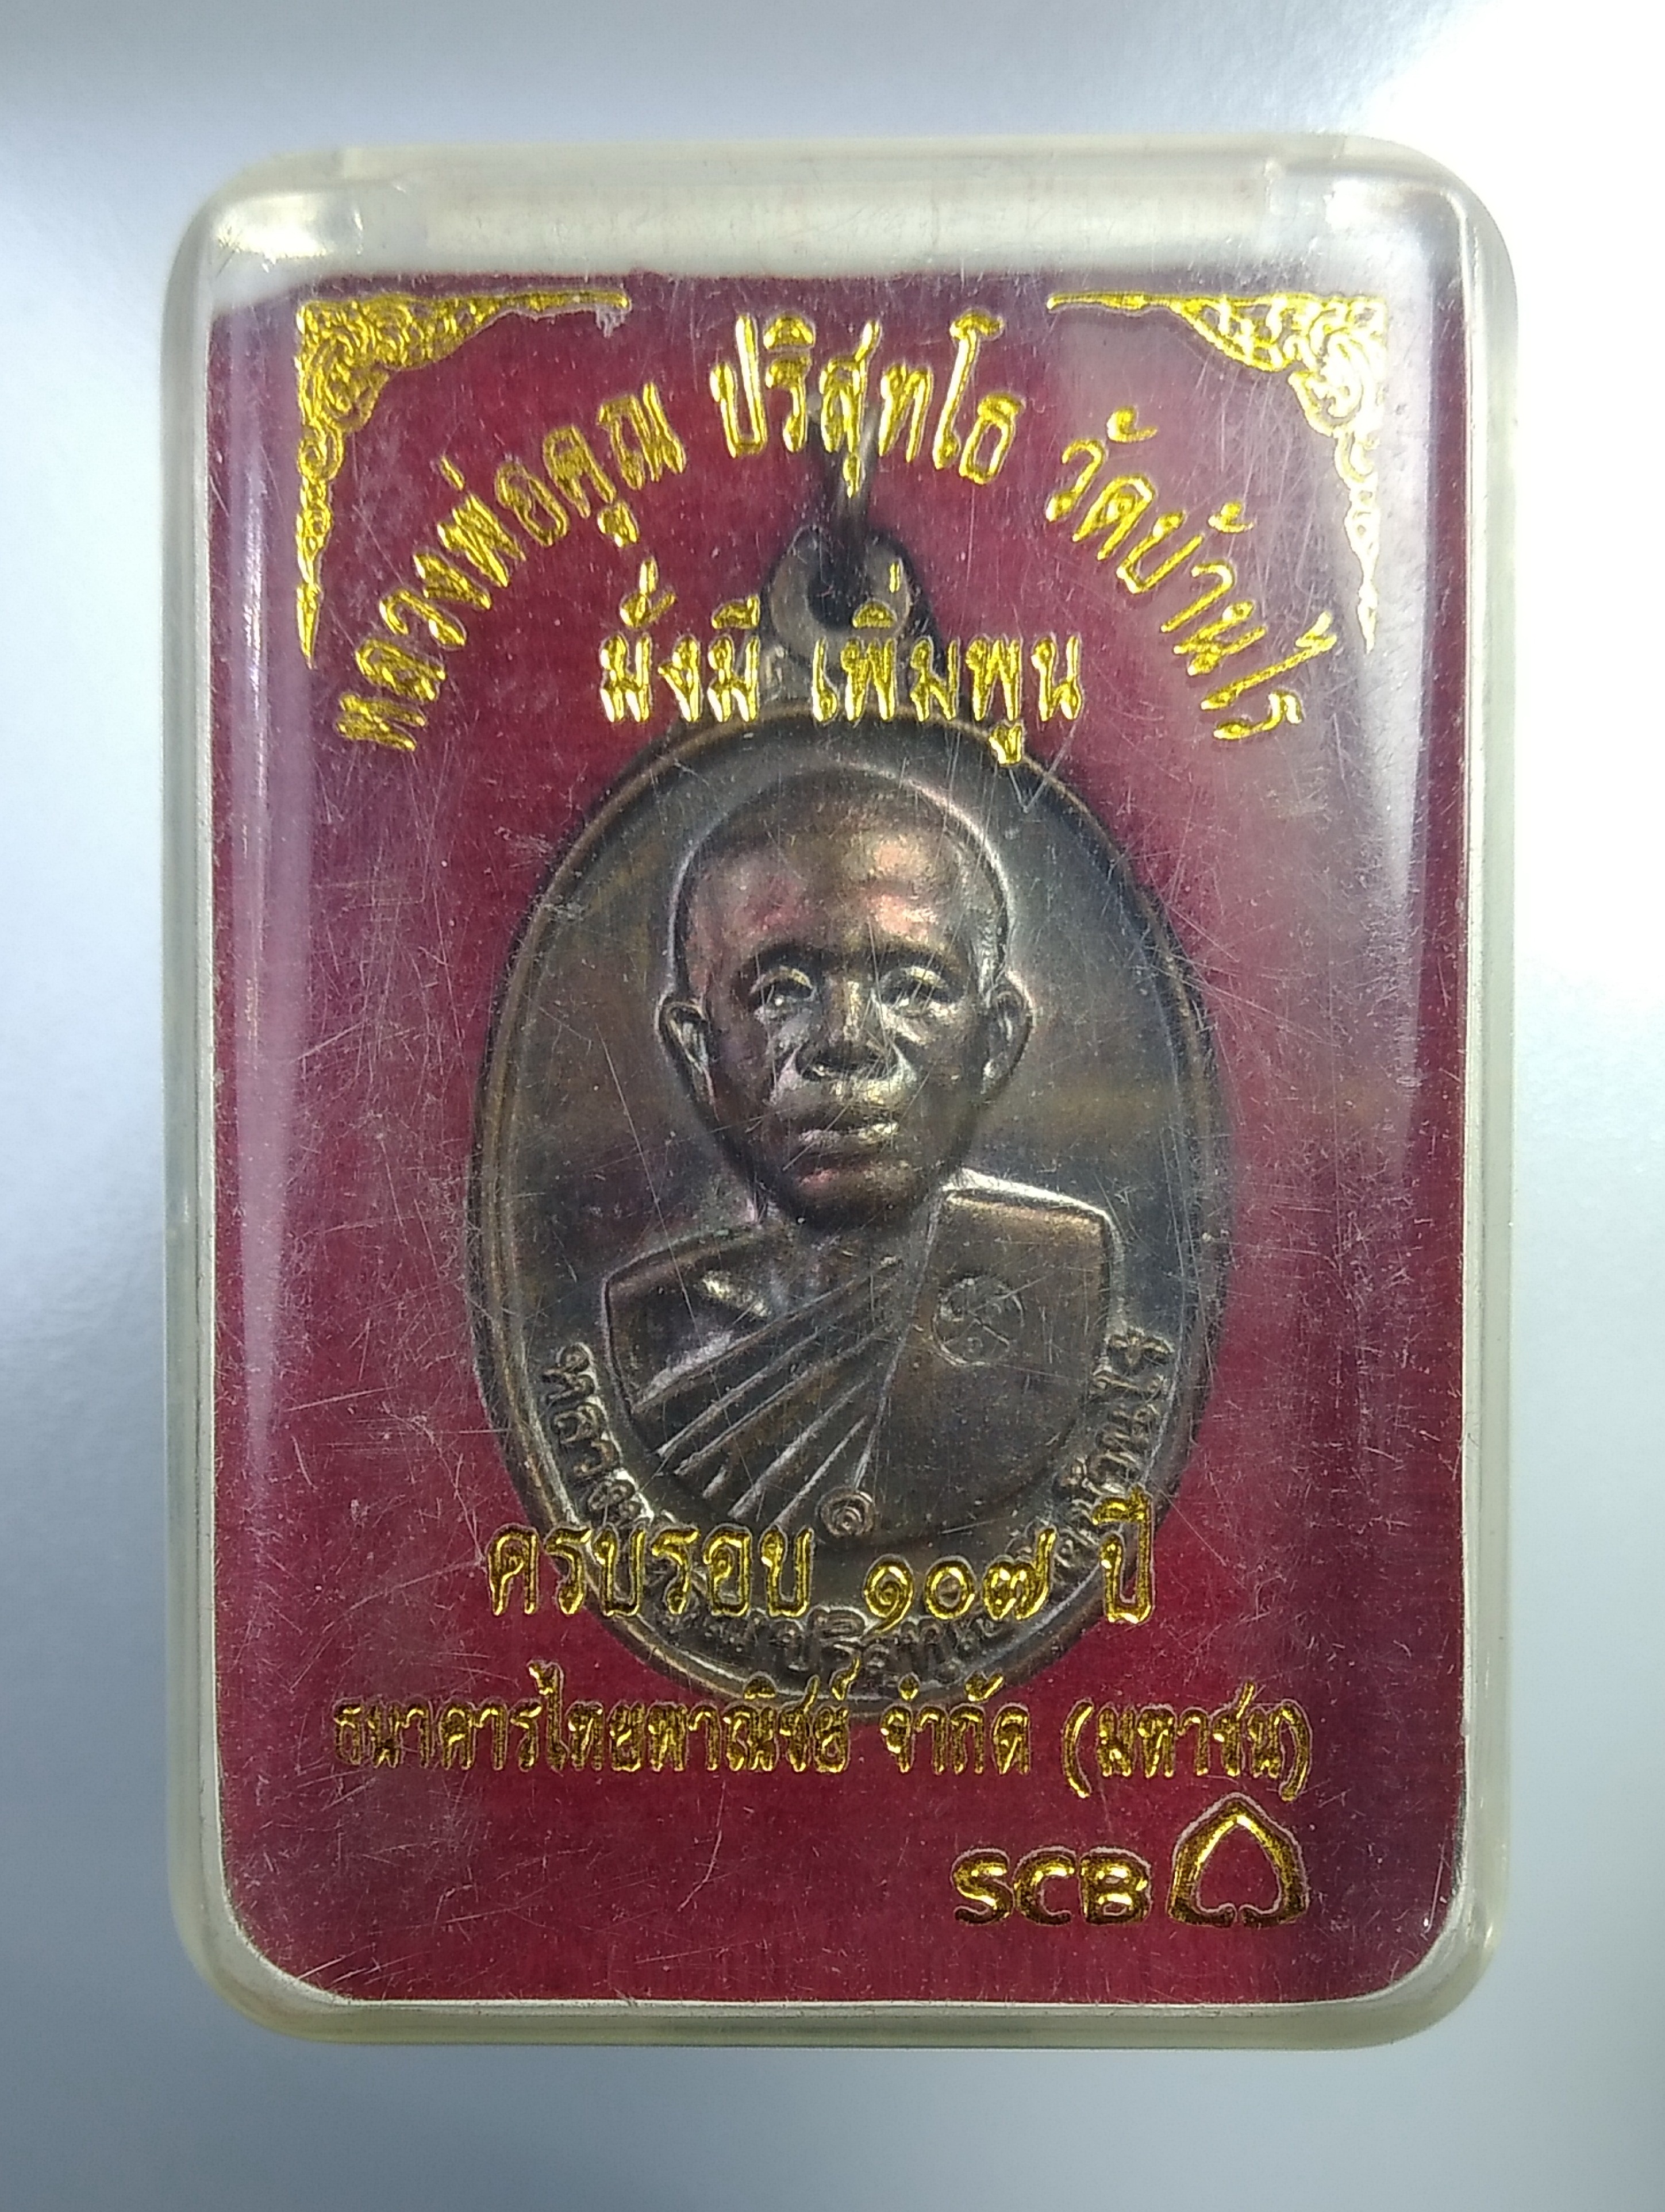 หลวงพ่อคูณ ปริสุทโธ วัดบ้านไร่
มั่งมี เพิ่มพูน
ครบรอบ ๑๐๗ ปี
ธนาคารไทยพาณิชย์ จำกัด (มหาชน)
SCB